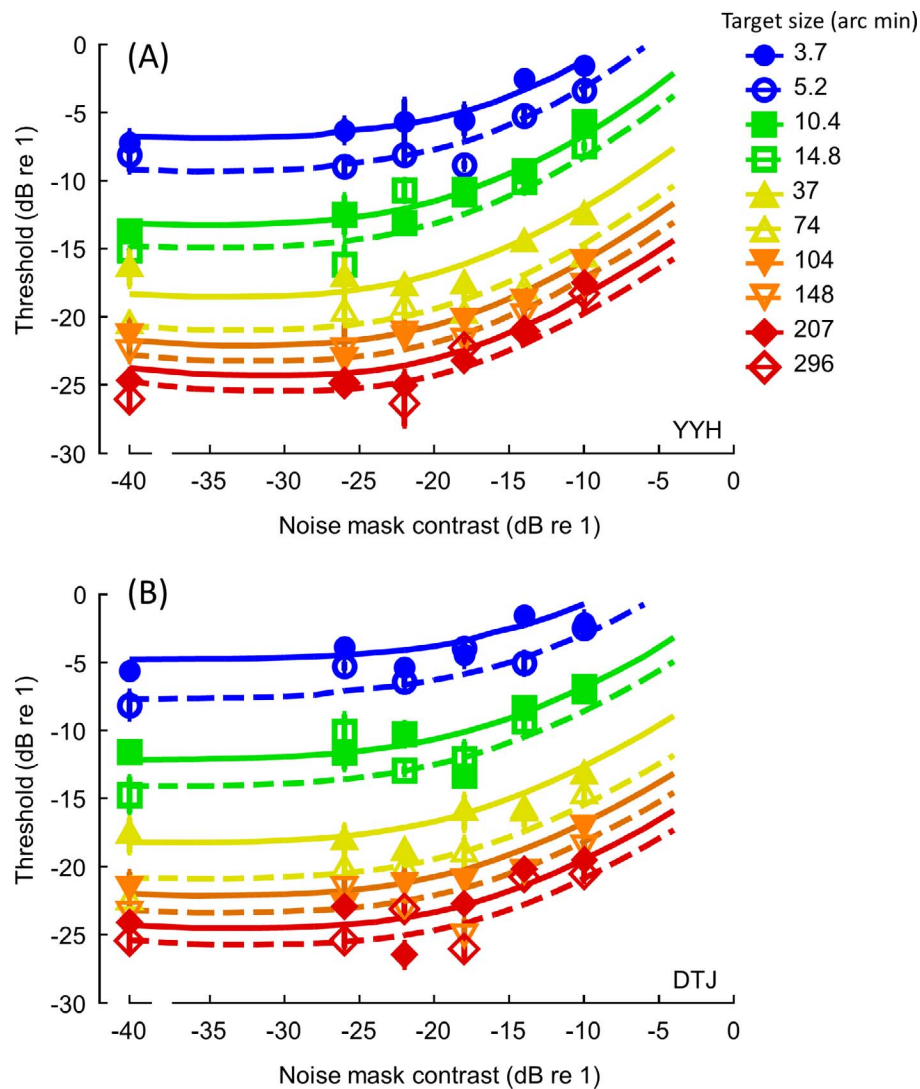 Target size (arc min)
3.7
5.2
10.4
14.8
37
74
104
148
207
296
(A)
0
-5
-10
-15
-20
-25
-30
Threshold (dB re 1)
YYH
-40 -35 -30 -25 -20 -15 -10 -5 0
Noise mask contrast (dB re 1)
(B)
0
-5
-10
-15
-20
-25
-30
Threshold (dB re 1)
DTJ
-40 -35 -30 -25 -20 -15 -10 -5 0
Noise mask contrast (dB re 1)